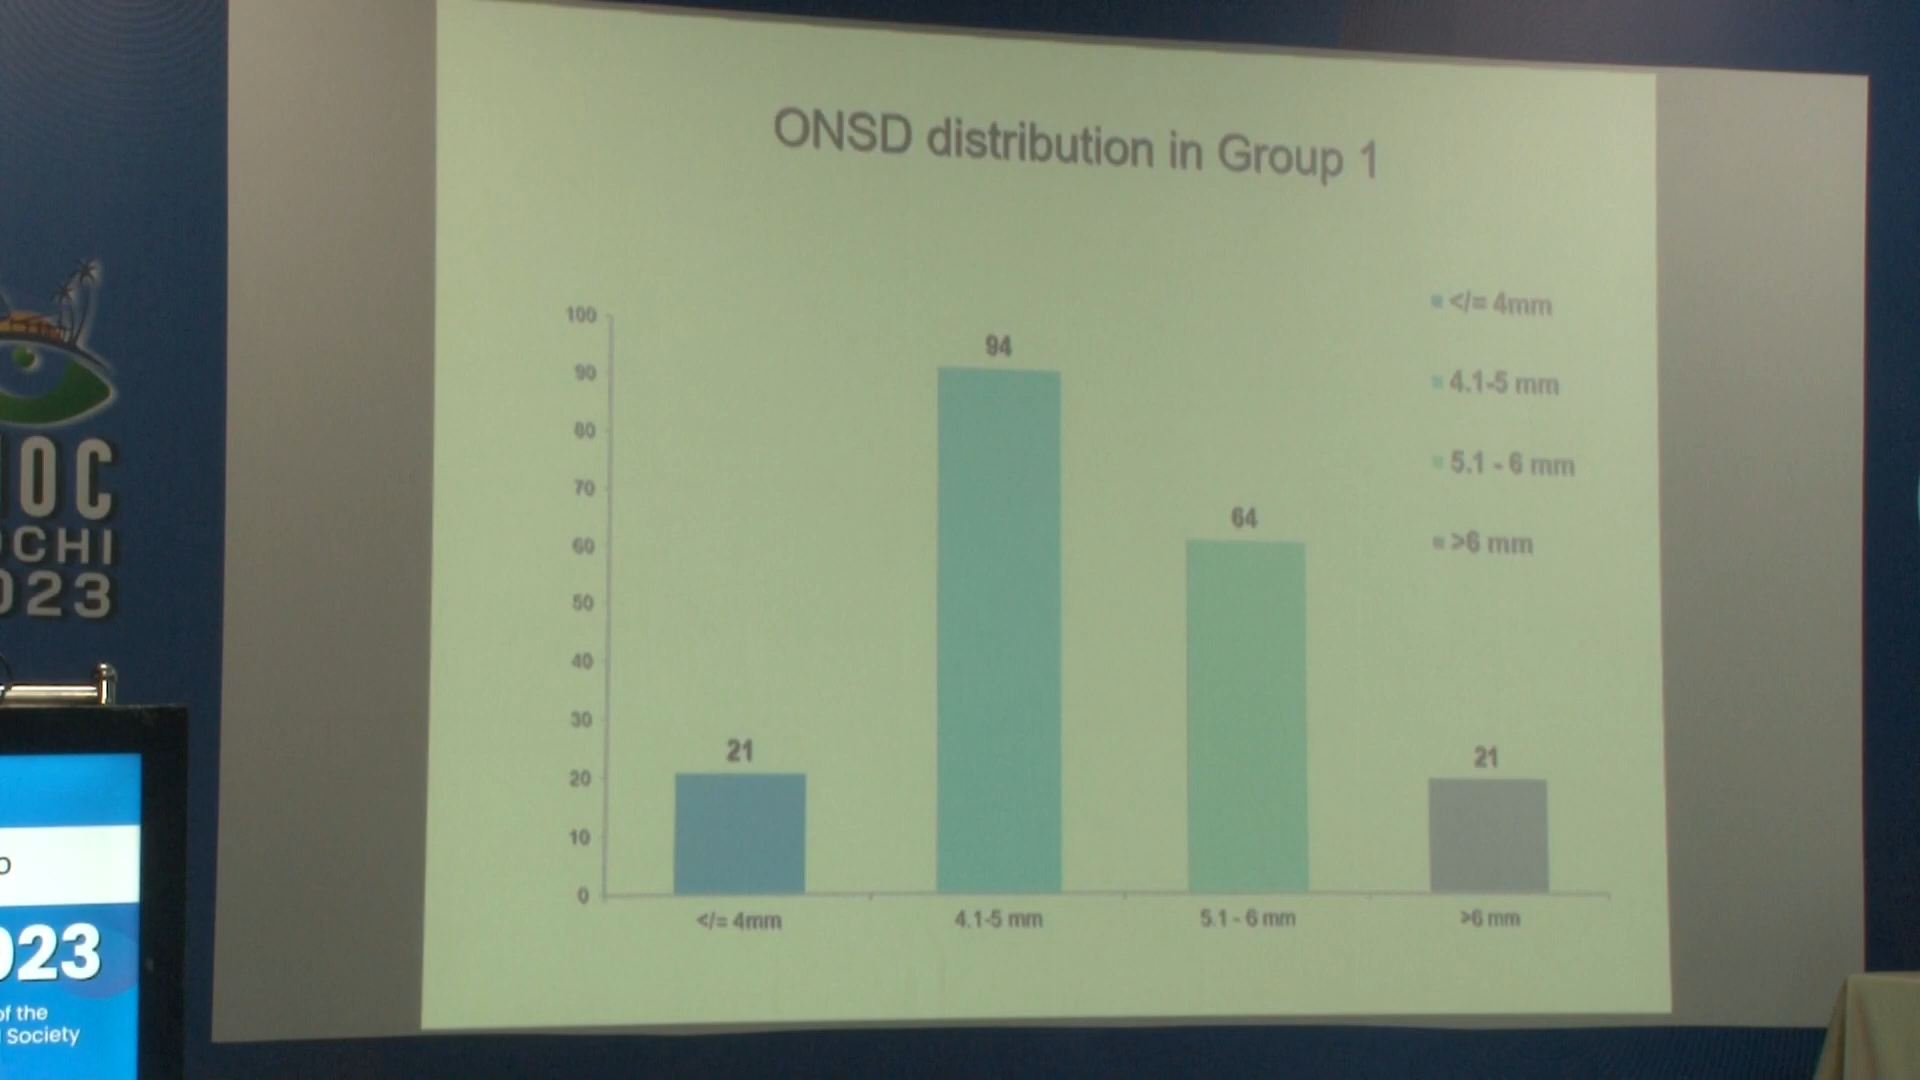 ONSD distribution in Group 1
100
90
80
70
60
50
40
30
20
10
0
21
94
64
21
</= 4mm
4.1-5 mm
5.1 - 6 mm
>6 mm
</= 4mm
4.1-5 mm
5.1 - 6 mm
>6 mm
OC
OCHI
023
023
of the
Society